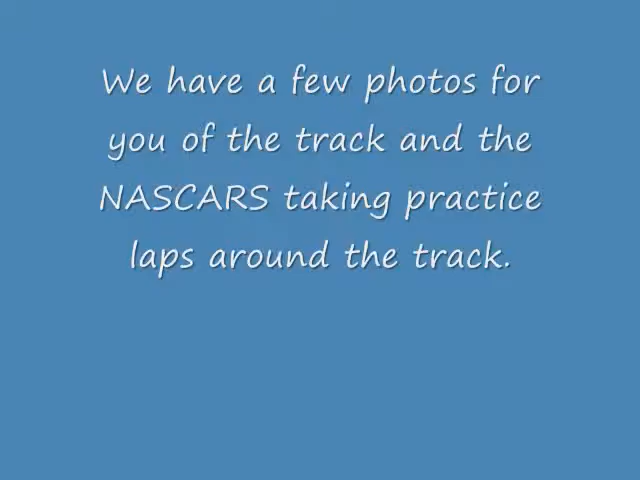 We have a few photos for
you of the track and the
NASCARS taking practice
laps around the track.